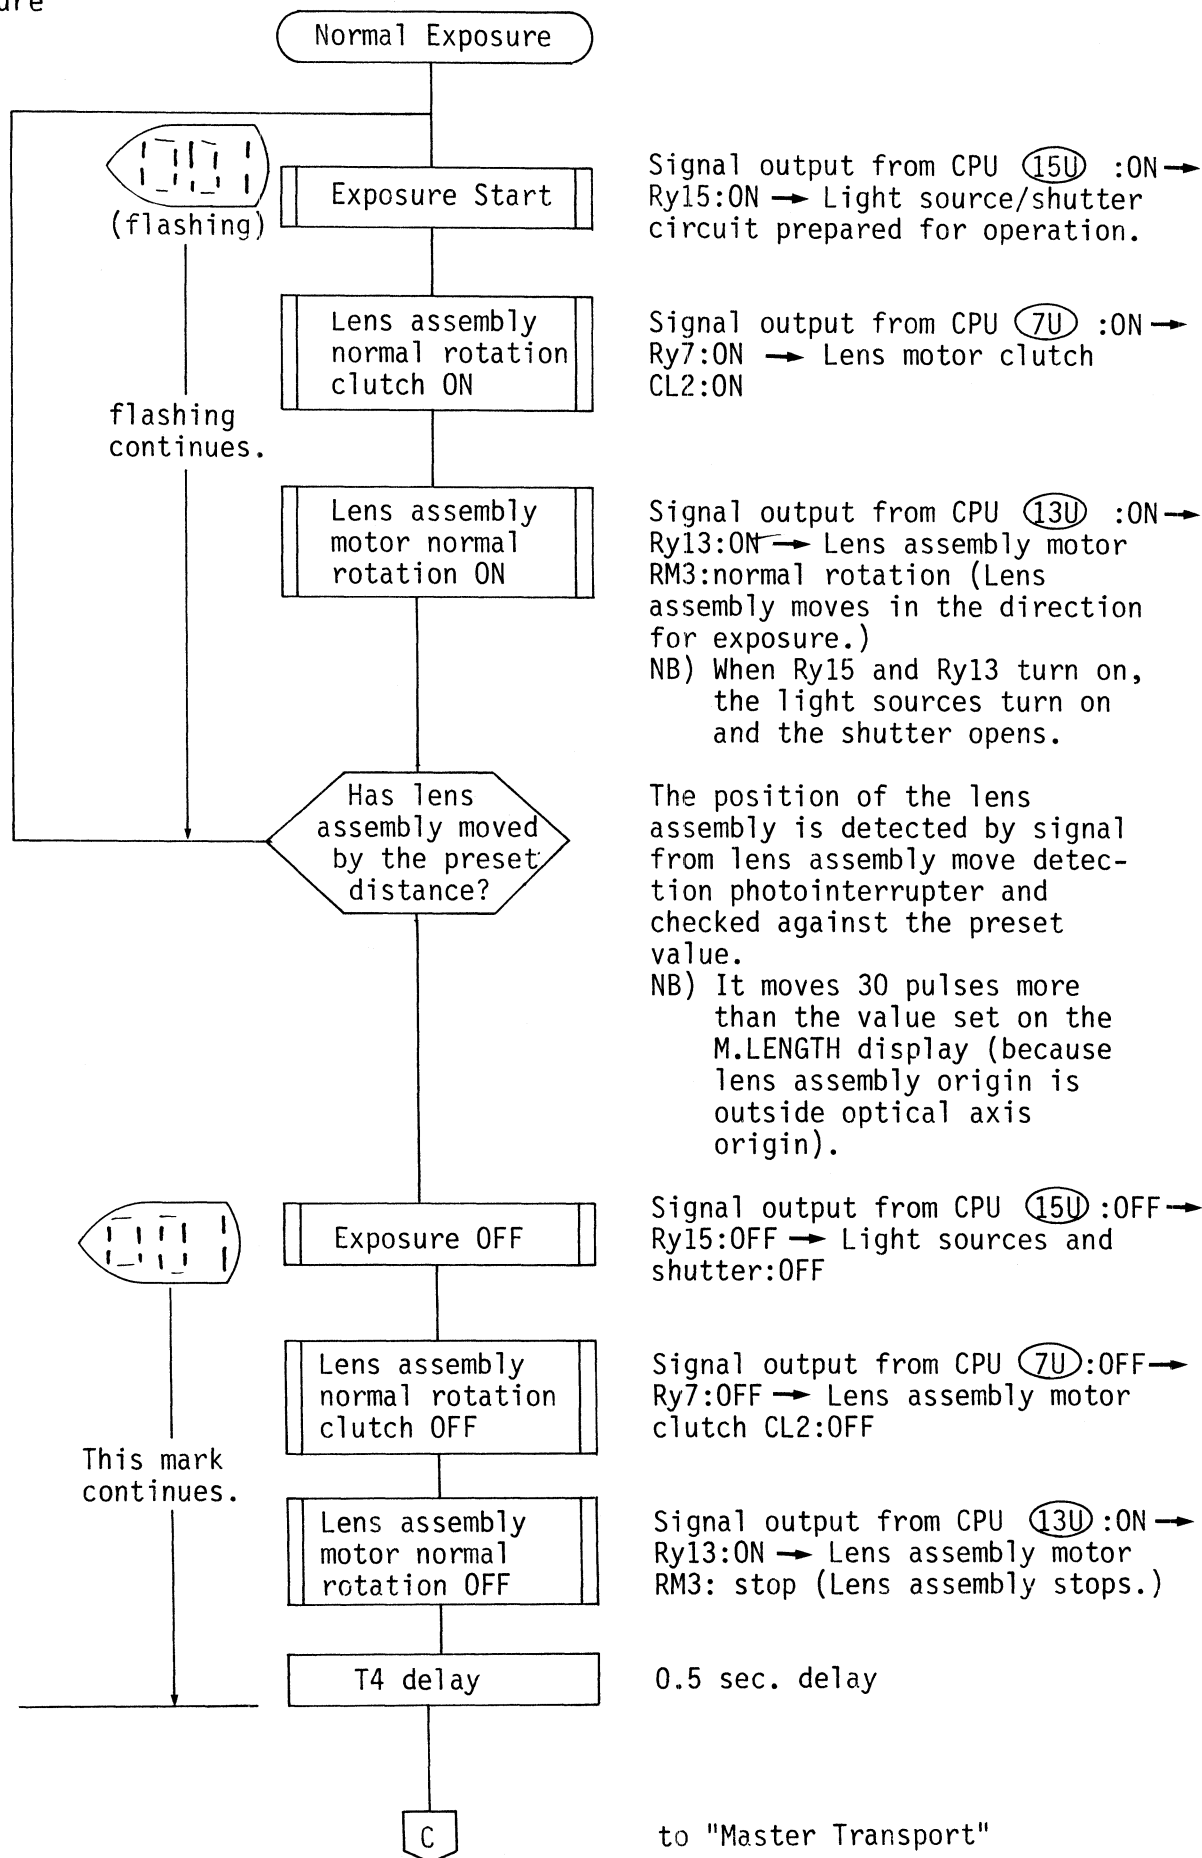 Normal Exposure
(flashing)
Exposure Start
Signal output from CPU 15U :ON→
Ry15:ON → Light source/shutter
circuit prepared for operation.
Lens assembly
normal rotation
clutch ON
Signal output from CPU 7U :ON→
Ry7:ON → Lens motor clutch
CL2:ON
flashing
continues.
Lens assembly
motor normal
rotation ON
Signal output from CPU 13U :ON→
Ry13:ON → Lens assembly motor
RM3:normal rotation (Lens
assembly moves in the direction
for exposure.)
NB) When Ry15 and Ry13 turn on,
the light sources turn on
and the shutter opens.
Has lens
assembly moved
by the preset
distance?
The position of the lens
assembly is detected by signal
from lens assembly move detec-
tion photointerrupter and
checked against the preset
value.
NB) It moves 30 pulses more
than the value set on the
M.LENGTH display (because
lens assembly origin is
outside optical axis
origin).
Exposure OFF
Signal output from CPU 15U :OFF→
Ry15:OFF → Light sources and
shutter:OFF
Lens assembly
normal rotation
clutch OFF
Signal output from CPU 7U :OFF→
Ry7:OFF → Lens assembly motor
clutch CL2:OFF
This mark
continues.
Lens assembly
motor normal
rotation OFF
Signal output from CPU 13U :ON→
Ry13:ON → Lens assembly motor
RM3: stop (Lens assembly stops.)
T4 delay
0.5 sec. delay
C
to "Master Transport"